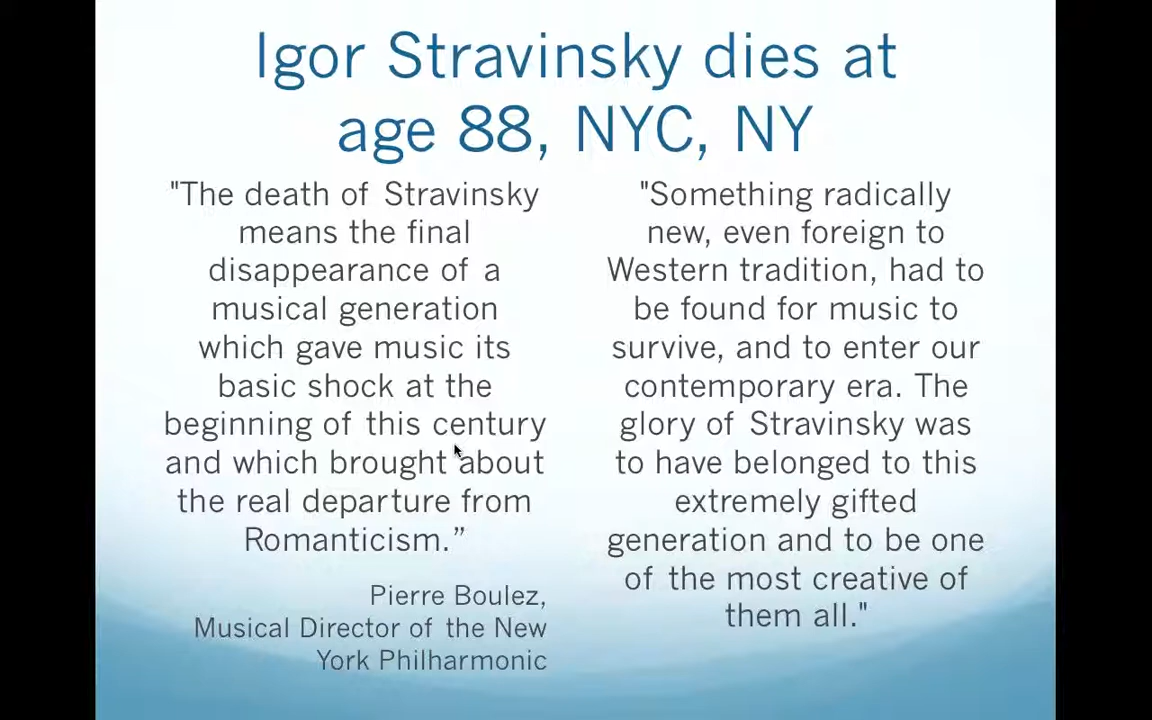 Igor Stravinsky dies at
age 88, NYC, NY
"The death of Stravinsky
means the final
disappearance of a
musical generation
which gave music its
basic shock at the
beginning of this century
and which brought about
the real departure from
Romanticism.”
Pierre Boulez,
Musical Director of the New
York Philharmonic
"Something radically
new, even foreign to
Western tradition, had to
be found for music to
survive, and to enter our
contemporary era. The
glory of Stravinsky was
to have belonged to this
extremely gifted
generation and to be one
of the most creative of
them all."